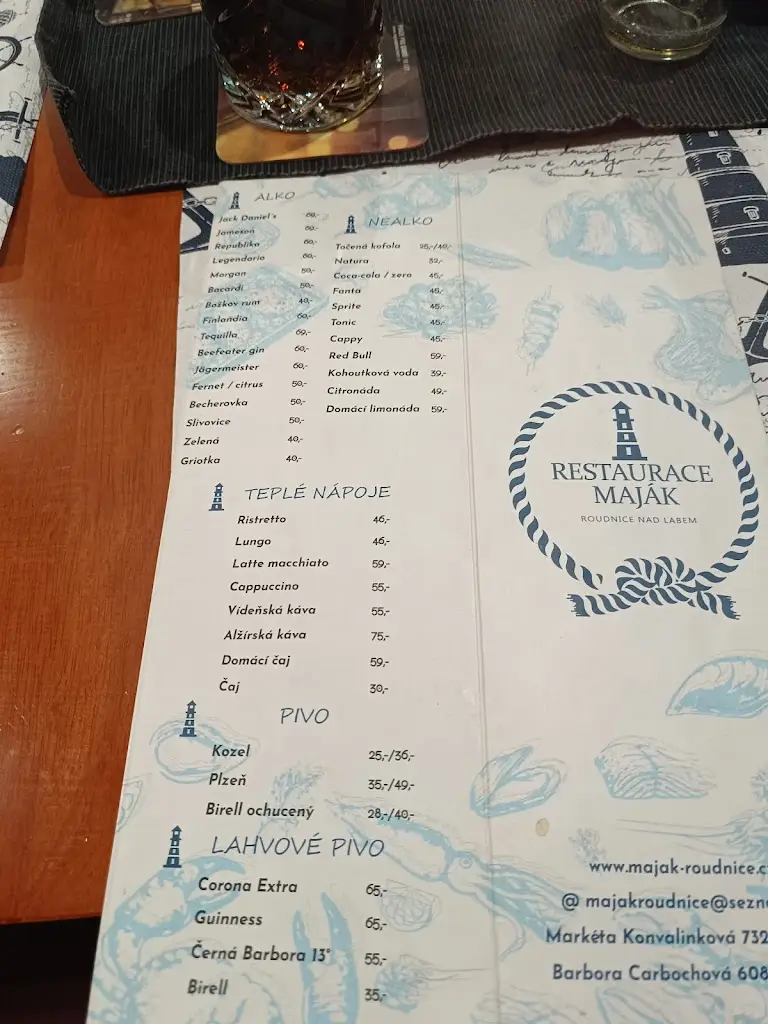 ALKO
Jack Daniel's 60,-
Jameson 60,-
Republika 60,-
Legendario 60,-
Morgan 50,-
Bacardi 50,-
Božkov rum 40,-
Finlandia 60,-
Tequilla 69,-
Beefeater gin 60,-
Jägermeister 60,-
Fernet / citrus 50,-
Becherovka 50,-
Slivovice 50,-
Zelená 40,-
Griotka 40,-
NEALKO
Točená kofola 25,-/40,-
Natura 32,-
Coca-cola / zero 45,-
Fanta 45,-
Sprite 45,-
Tonic 45,-
Cappy 45,-
Red Bull 59,-
Kohoutková voda 39,-
Citronáda 49,-
Domácí limonáda 59,-
TEPLÉ NÁPOJE
Ristretto 46,-
Lungo 46,-
Latte macchiato 59,-
Cappuccino 55,-
Vídeňská káva 55,-
Alžírská káva 75,-
Domácí čaj 59,-
Čaj 30,-
PIVO
Kozel 25,-/36,-
Plzeň 35,-/49,-
Birell ochucený 28,-/40,-
LAHVOVÉ PIVO
Corona Extra 65,-
Guinness 65,-
Černá Barbora 13° 55,-
Birell 35,-
RESTAURACE
MAJÁK
ROUDNICE NAD LABEM
www.majak-roudnice.c
@ majakroudnice@sezn
Markéta Konvalinková 732
Barbora Carbochová 608